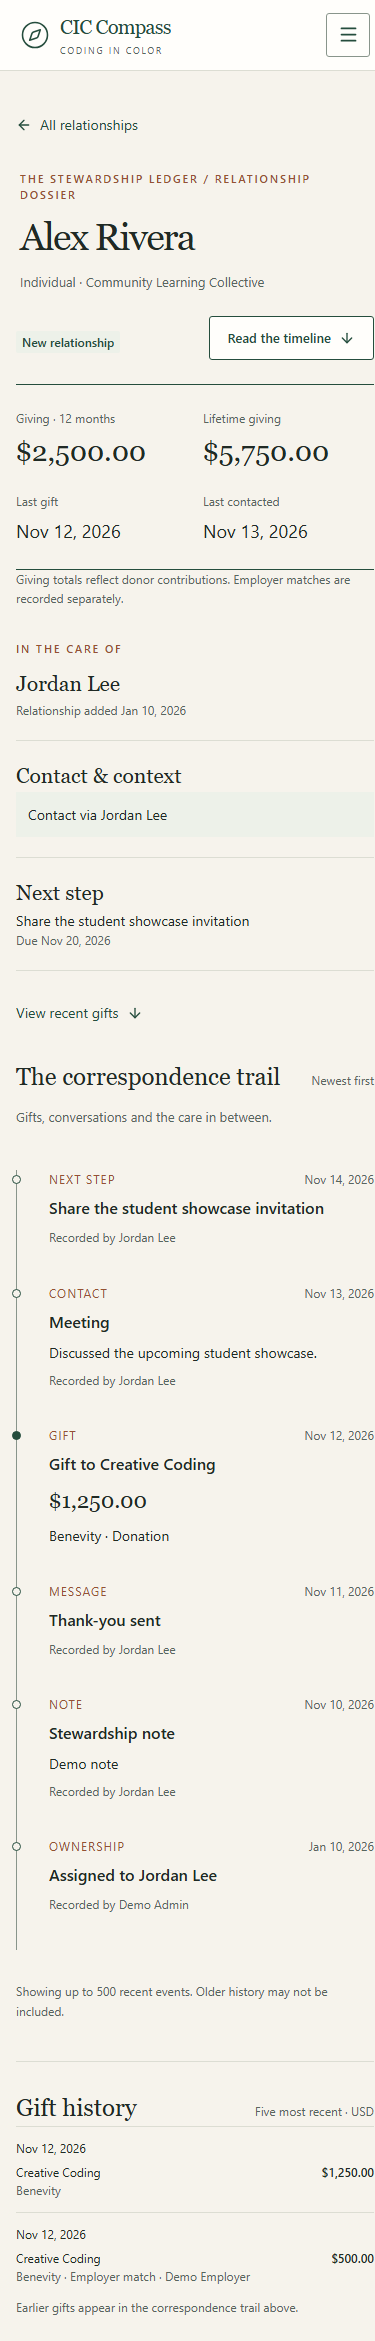 CIC Compass
CODING IN COLOR
All relationships
THE STEWARDSHIP LEDGER / RELATIONSHIP
DOSSIER
Alex Rivera
Individual · Community Learning Collective
New relationship
Read the timeline ↓
Giving · 12 months
$2,500.00
Lifetime giving
$5,750.00
Last gift
Nov 12, 2026
Last contacted
Nov 13, 2026
Giving totals reflect donor contributions. Employer matches are
recorded separately.
IN THE CARE OF
Jordan Lee
Relationship added Jan 10, 2026
Contact & context
Contact via Jordan Lee
Next step
Share the student showcase invitation
Due Nov 20, 2026
View recent gifts ↓
The correspondence trail
Newest first
Gifts, conversations and the care in between.
NEXT STEP
Nov 14, 2026
Share the student showcase invitation
Recorded by Jordan Lee
CONTACT
Nov 13, 2026
Meeting
Discussed the upcoming student showcase.
Recorded by Jordan Lee
GIFT
Nov 12, 2026
Gift to Creative Coding
$1,250.00
Benevity · Donation
MESSAGE
Nov 11, 2026
Thank-you sent
Recorded by Jordan Lee
NOTE
Nov 10, 2026
Stewardship note
Demo note
Recorded by Jordan Lee
OWNERSHIP
Jan 10, 2026
Assigned to Jordan Lee
Recorded by Demo Admin
Showing up to 500 recent events. Older history may not be
included.
Gift history
Five most recent · USD
Nov 12, 2026
Creative Coding
$1,250.00
Benevity
Nov 12, 2026
Creative Coding
$500.00
Benevity · Employer match · Demo Employer
Earlier gifts appear in the correspondence trail above.